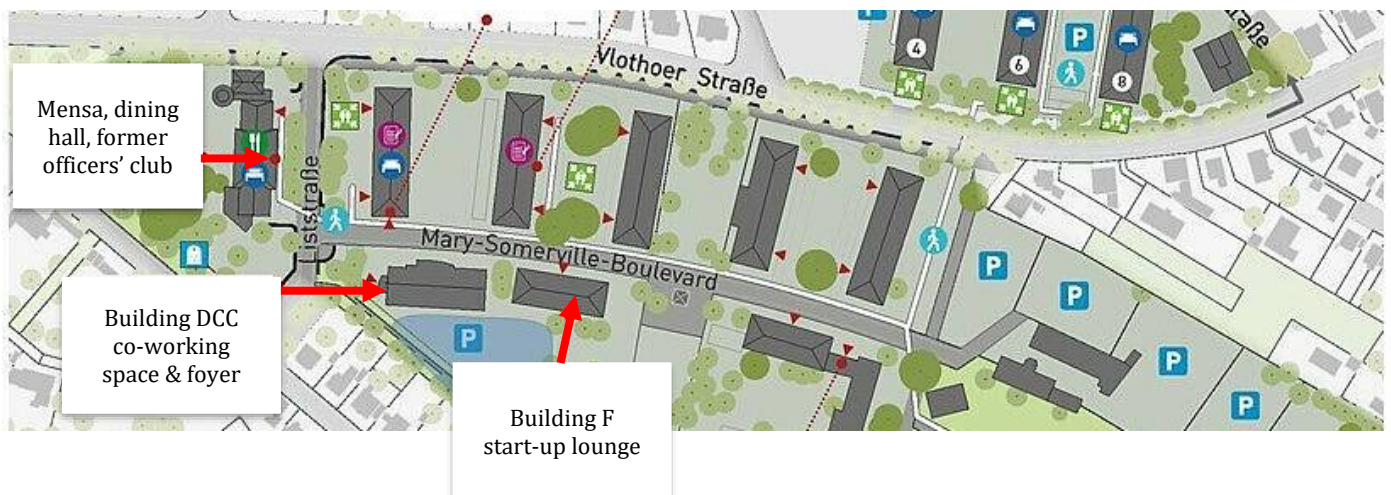 Vlothoer Straße
straße
4
6
8
P
P
Mensa, dining
hall, former
officers' club
Mary-Somerville-Boulevard
P
P
P
P
P
Building DCC
co-working
space & foyer
Building F
start-up lounge